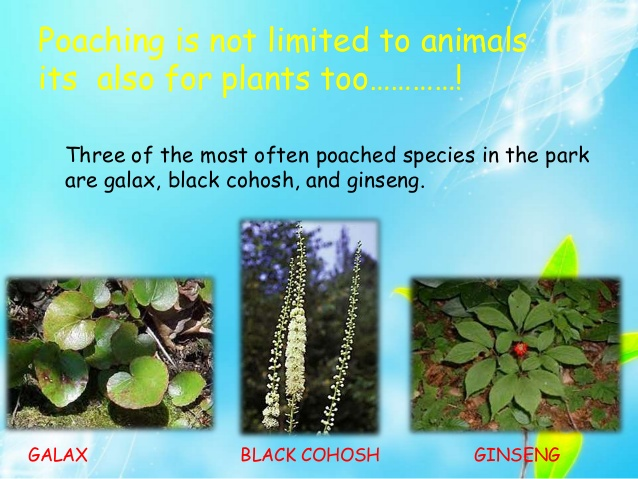 Poaching is not limited to animals
its also for plants too…………!
Three of the most often poached species in the park
are galax, black cohosh, and ginseng.
GALAX BLACK COHOSH GINSENG